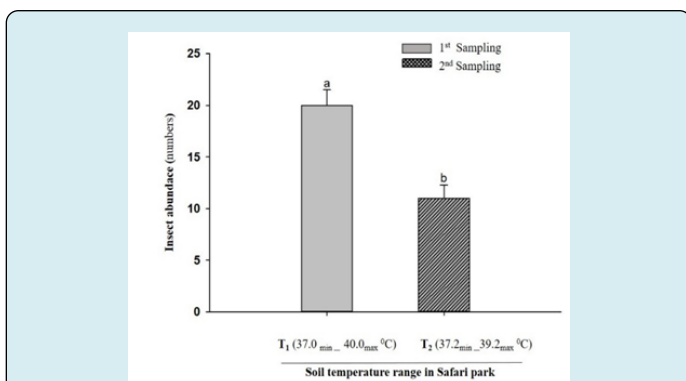 1st Sampling
2nd Sampling
25
20
15
10
5
0
Insect abundace (numbers)
a
b
T1 (37.0 min _ 40.0max 0C) T2 (37.2min _39.2max 0C)
Soil temperature range in Safari park